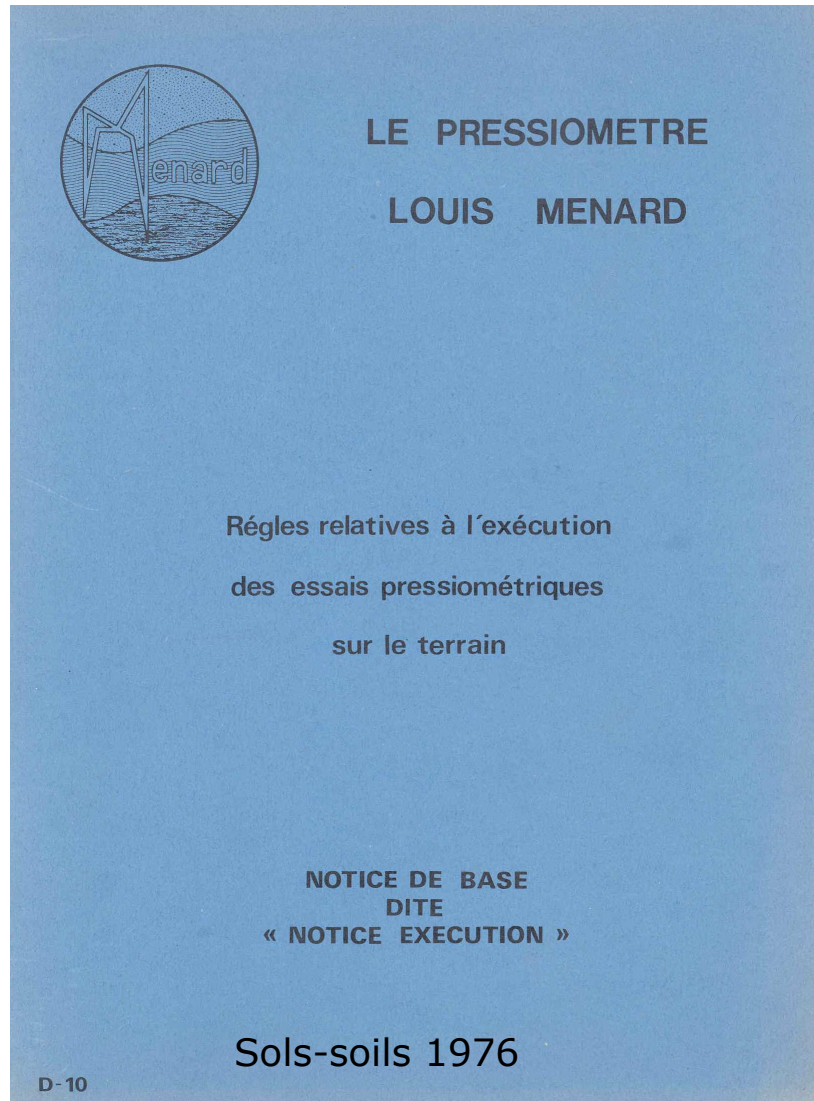 Menard
LE PRESSIOMETRE
LOUIS MENARD
Régles relatives à l'exécution
des essais pressiométriques
sur le terrain
NOTICE DE BASE
DITE
« NOTICE EXECUTION »
Sols-soils 1976
D-10